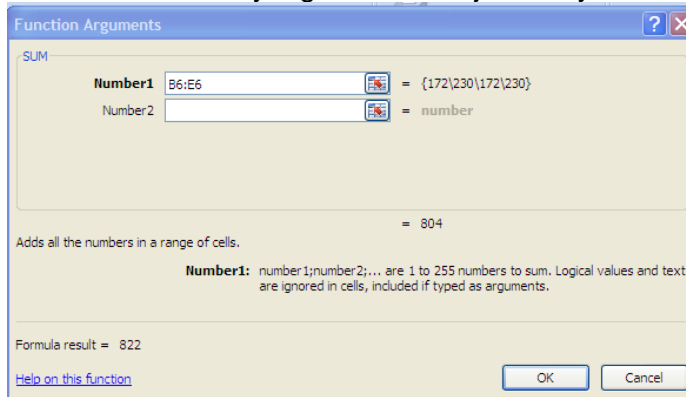 Function Arguments
SUM
Number1 B6:E6 = {172\230\172\230}
Number2 = number
= 804
Adds all the numbers in a range of cells.
Number1: number1;number2;... are 1 to 255 numbers to sum. Logical values and text
are ignored in cells, included if typed as arguments.
Formula result = 822
Help on this function
OK Cancel